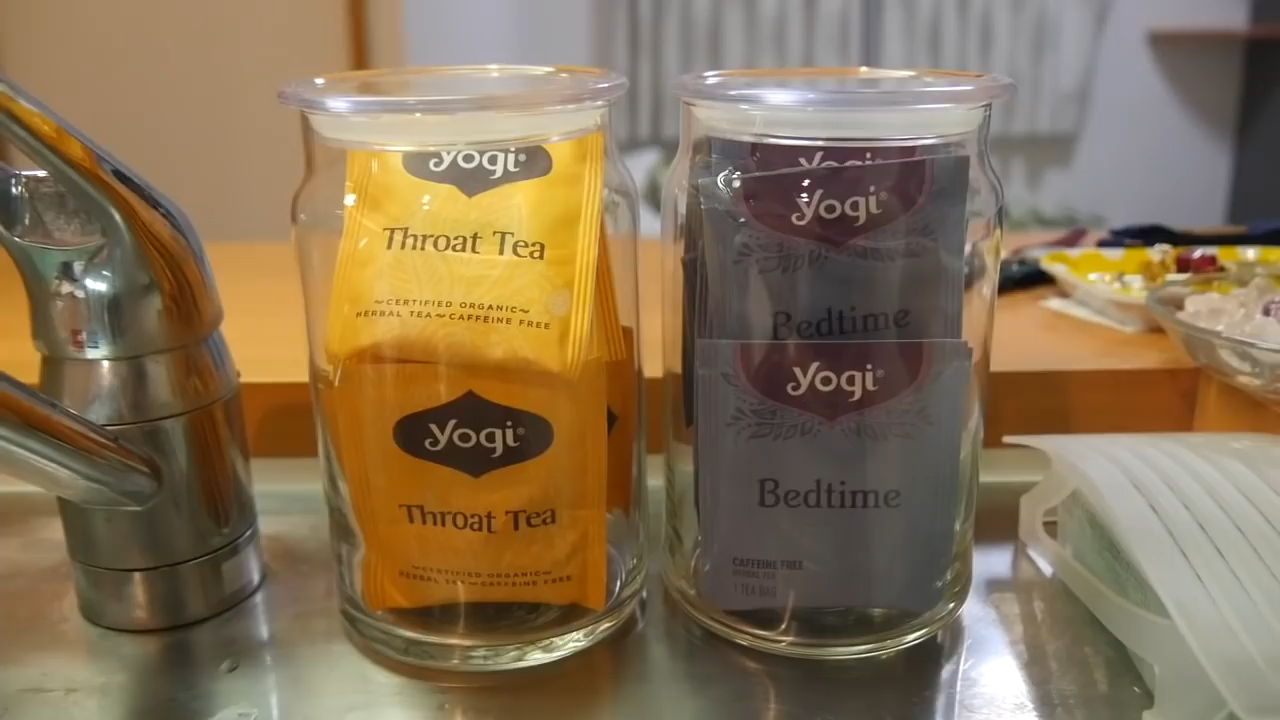 yogi
Throat Tea
~CERTIFIED ORGANIC~
HERBAL TEA~CAFFEINE FREE
yogi
Throat Tea
~CERTIFIED ORGANIC~
HERBAL TEA~CAFFEINE FREE
yogi
yogi
Bedtime
yogi
Bedtime
CAFFEINE FREE
HERBAL TEA
1 TEA BAG